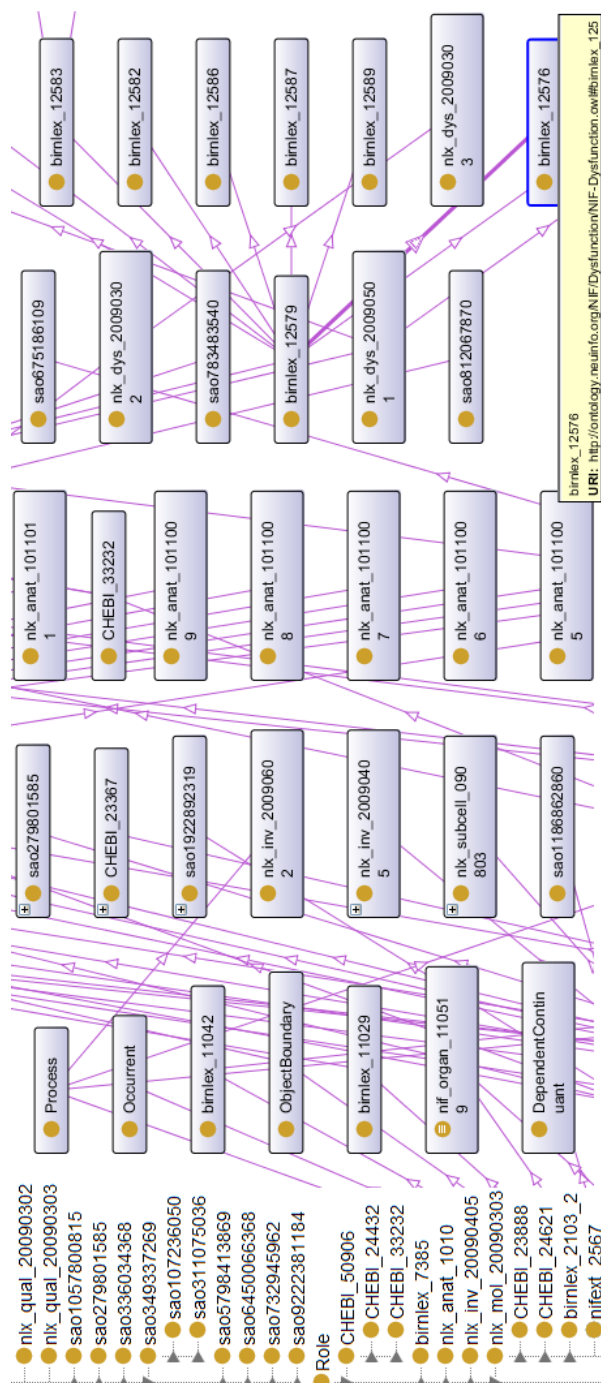 nlx_qual_20090302
nlx_qual_20090303
sao1057800815
sao279801585
sao336034368
sao349337269
sao107236050
sao311075036
sao5798413869
sao6450066368
sao732945962
sao9222381184
Role
CHEBI_50906
CHEBI_24432
CHEBI_33232
birnlex_7385
nlx_anat_1010
nlx_inv_20090405
nlx_mol_20090303
CHEBI_23888
CHEBI_24621
birnlex_2103_2
nifext_2567
Process
Occurrent
birnlex_11042
ObjectBoundary
birnlex_11029
nif_organ_11051
9
DependentContin
uant
sao279801585
CHEBI_23367
sao1922892319
nlx_inv_2009060
2
nlx_inv_2009040
5
nlx_subcell_090
803
sao1186862860
nlx_anat_101101
1
CHEBI_33232
nlx_anat_101100
9
nlx_anat_101100
8
nlx_anat_101100
7
nlx_anat_101100
6
nlx_anat_101100
5
sao675186109
nlx_dys_2009030
2
sao783483540
birnlex_12579
nlx_dys_2009050
1
sao812067870
birnlex_12583
birnlex_12582
birnlex_12586
birnlex_12587
birnlex_12589
nlx_dys_2009030
3
birnlex_12576
birnlex_12576
URI: http://ontology.neuinfo.org/NIF/Dysfunction/NIF-Dysfunction.owl#birnlex_125